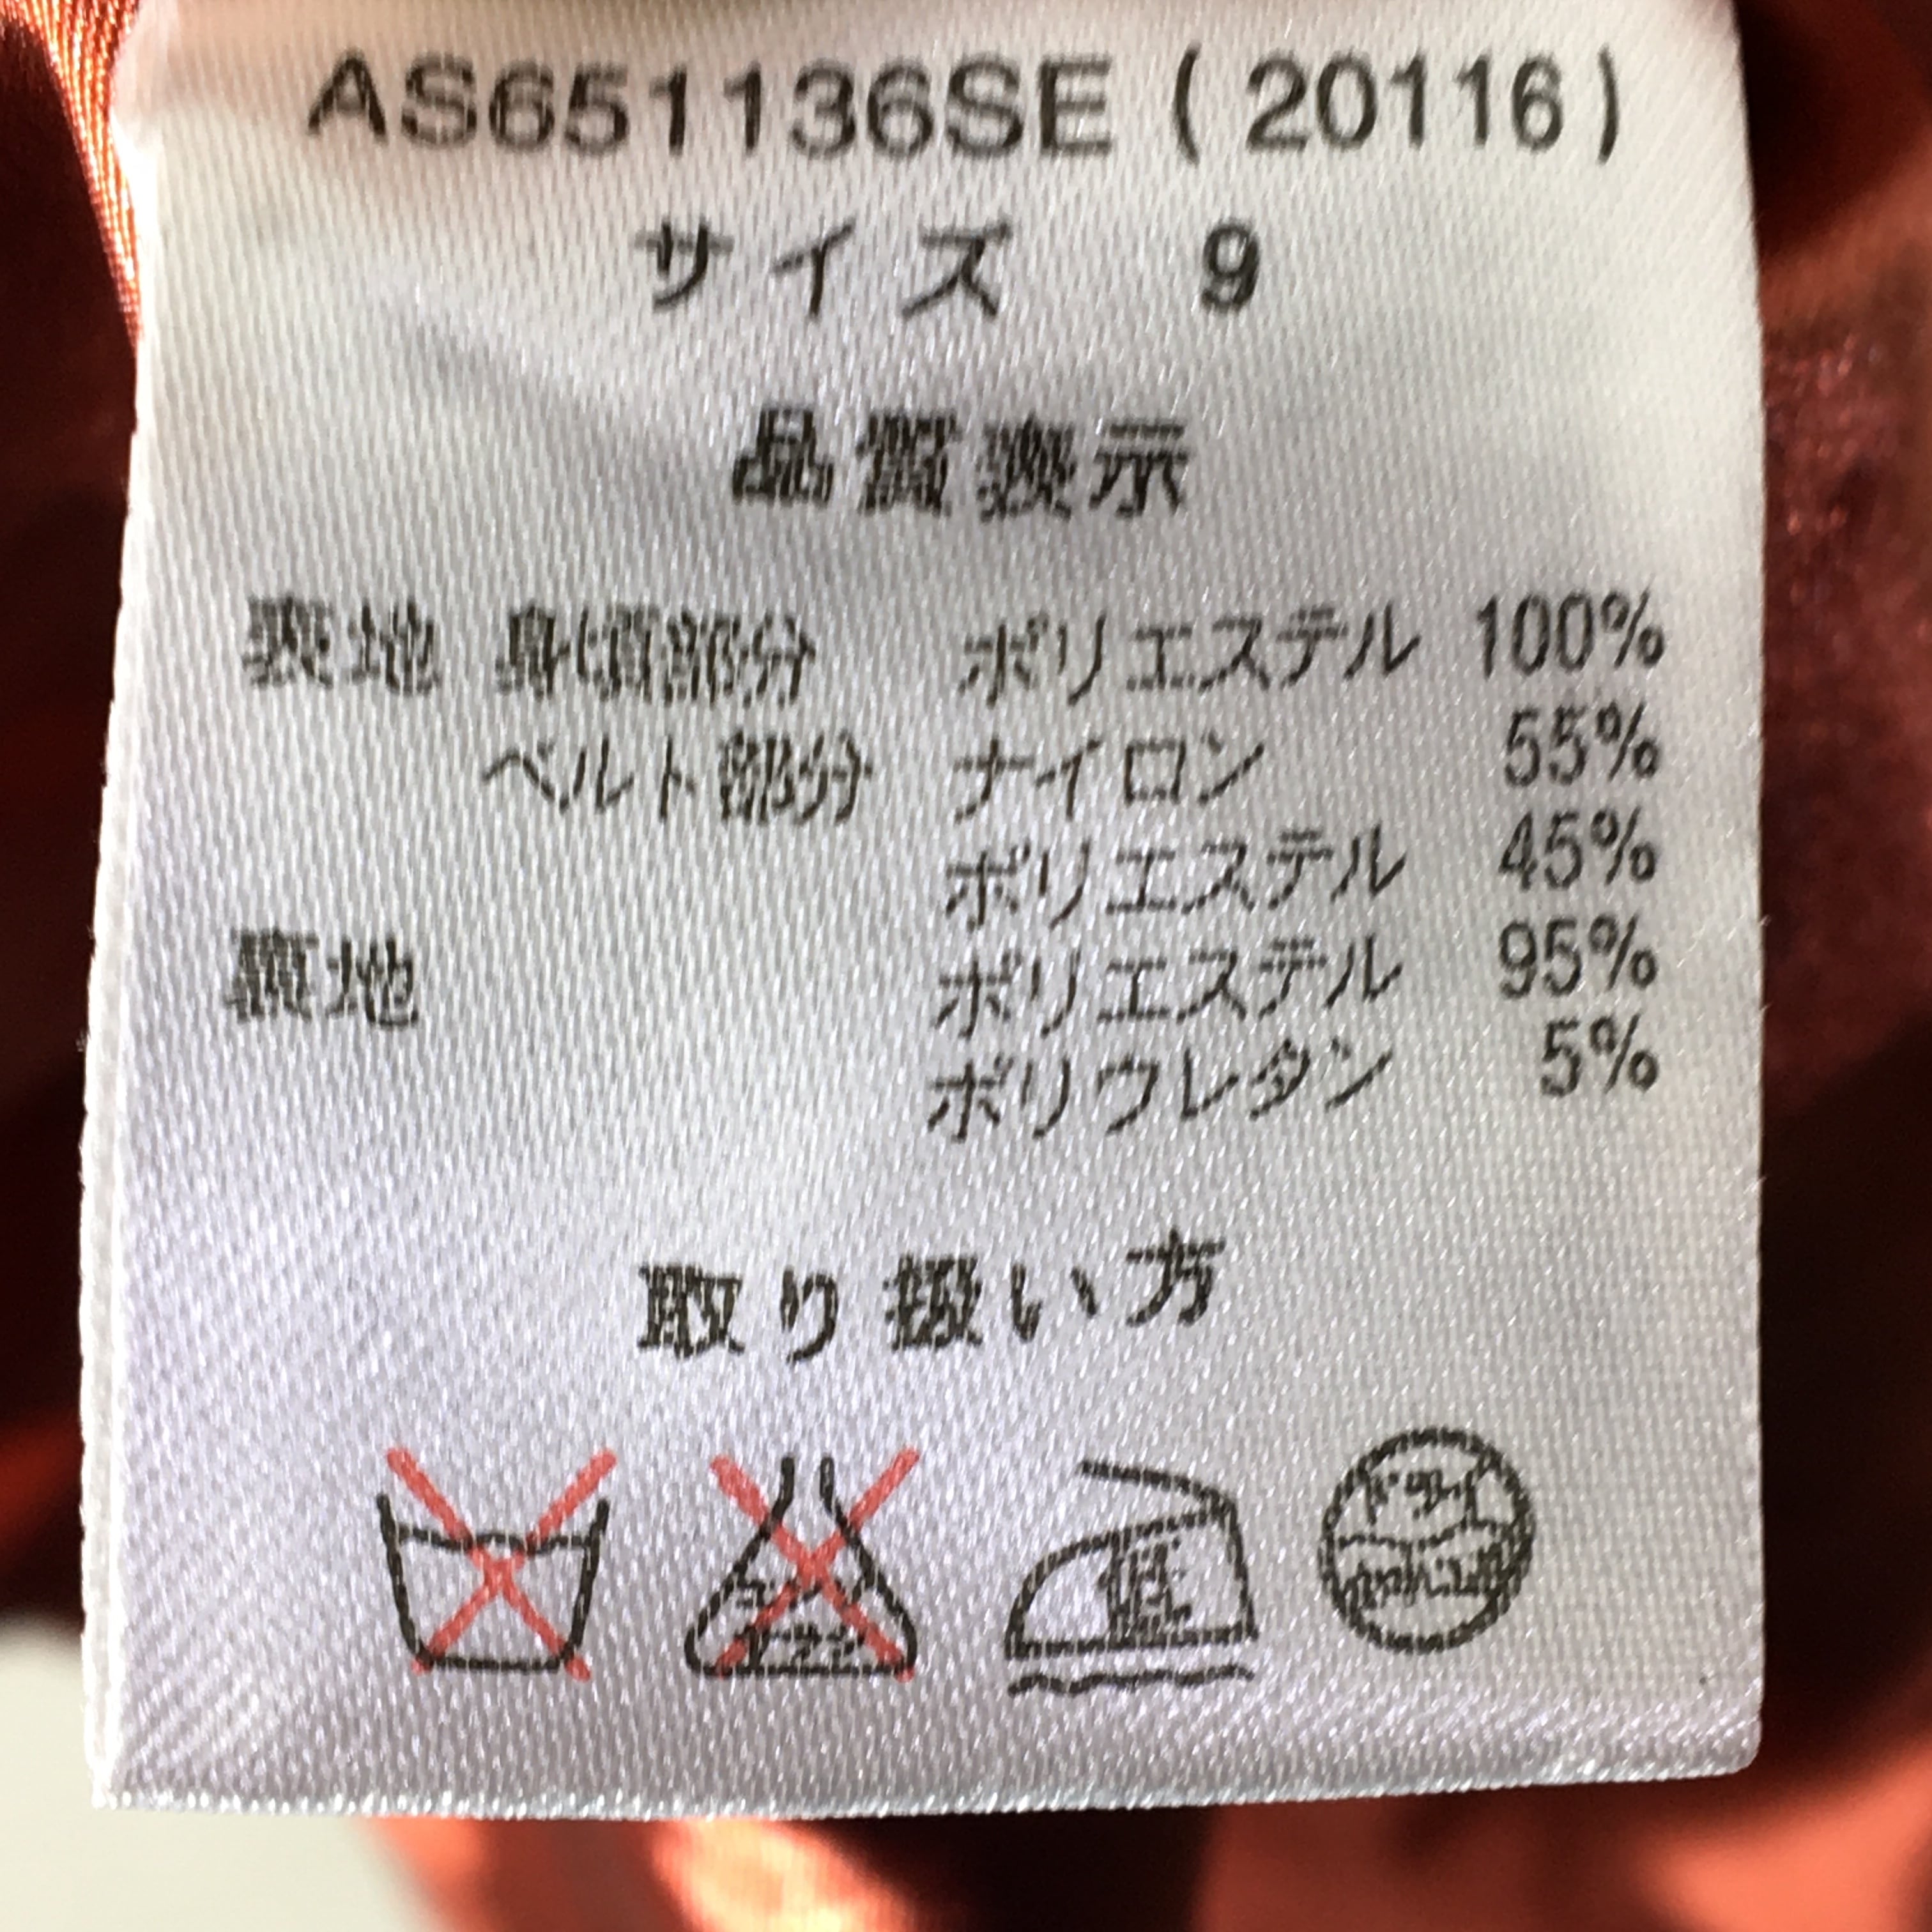 AS651136SE (20116)
サイズ 9
品質表示
表地 身頃部分 ポリエステル 100%
ベルト部分 ナイロン 55%
ポリエステル 45%
裏地 ポリエステル 95%
ポリウレタン 5%
取り扱い方
低
ドライ